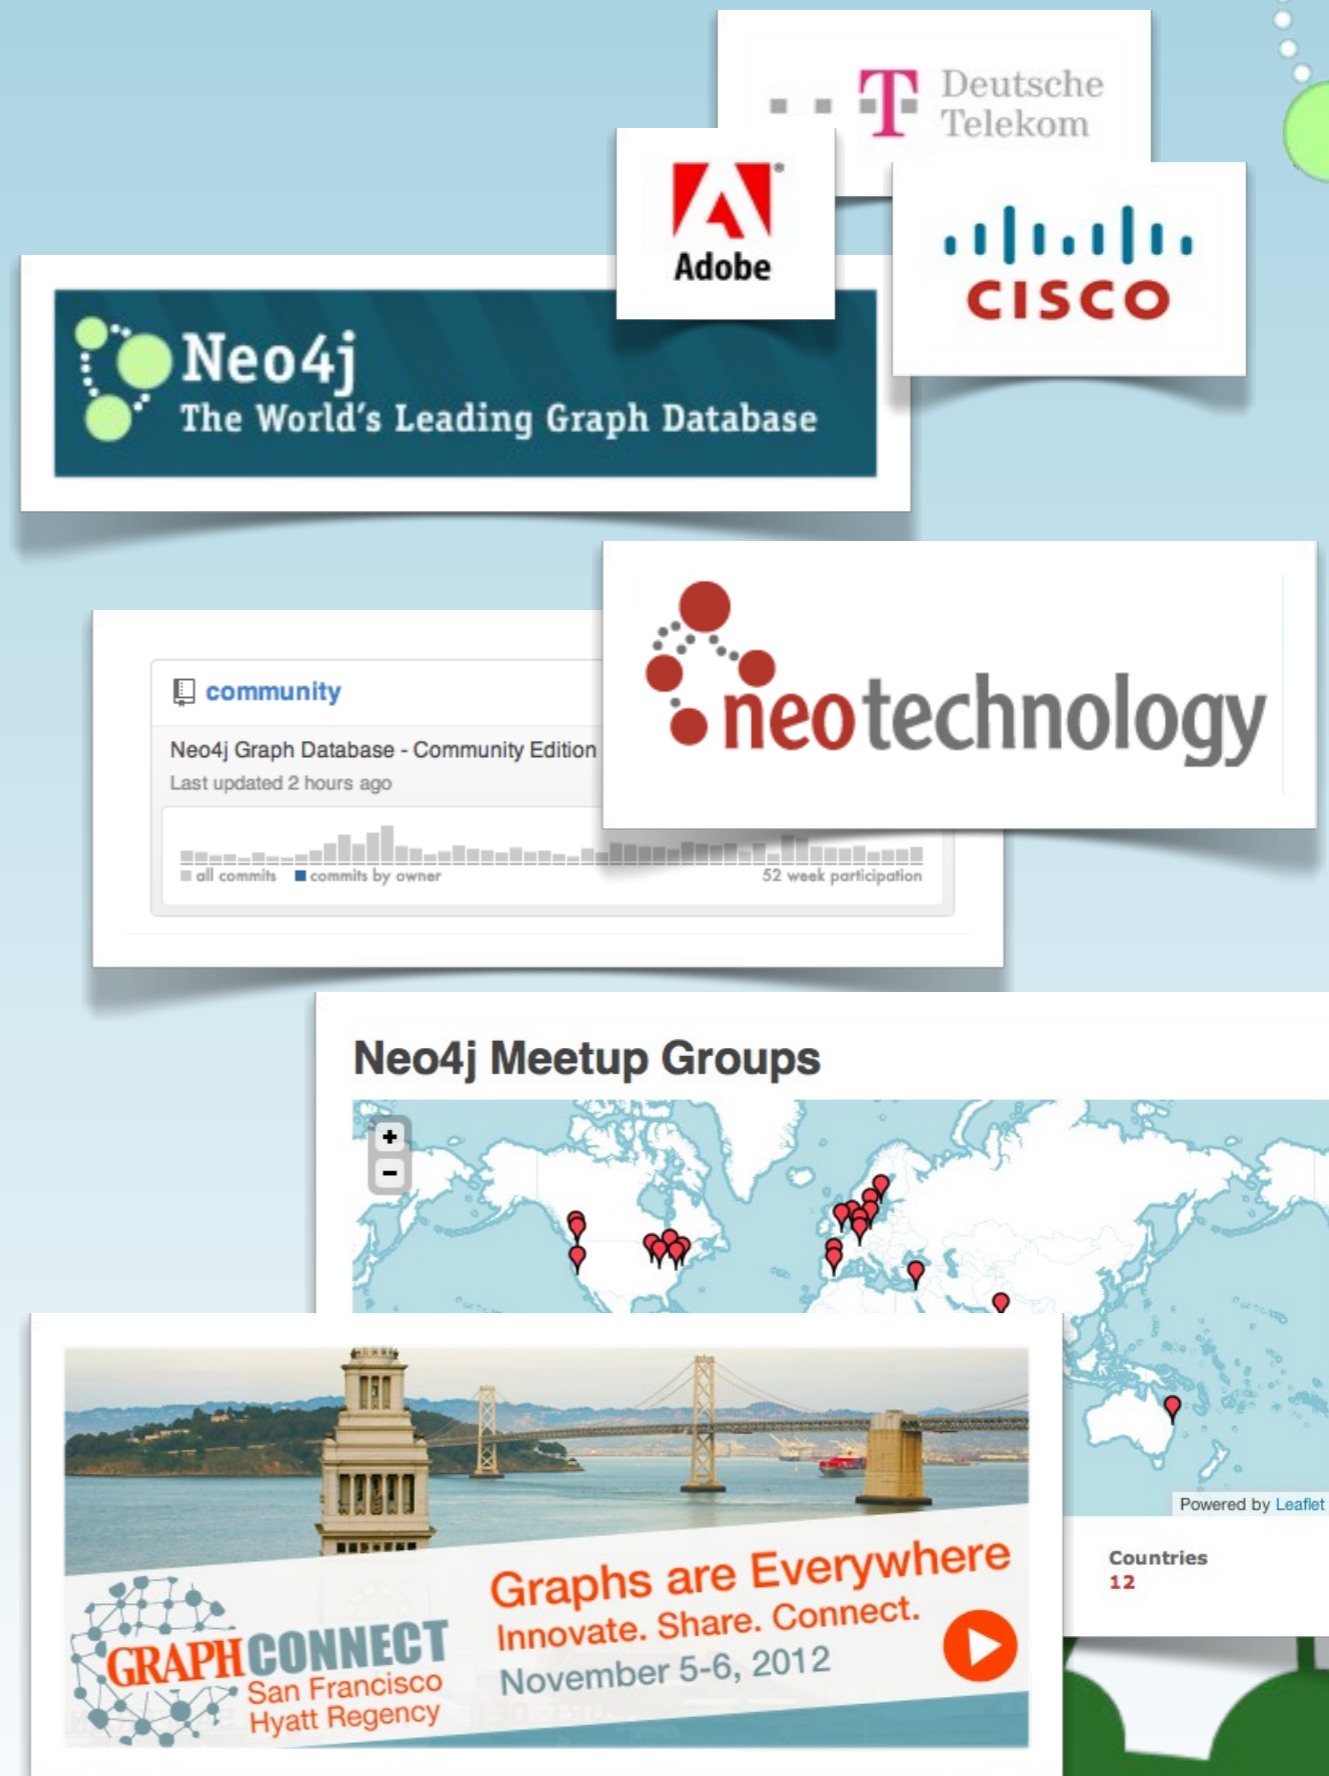 Deutsche
Telekom
Adobe
CISCO
Neo4j
The World's Leading Graph Database
neotechnology
community
Neo4j Graph Database - Community Edition
Last updated 2 hours ago
all commits commits by owner 52 week participation
Neo4j Meetup Groups
+
-
Powered by Leaflet
Countries
12
Graphs are Everywhere
Innovate. Share. Connect.
November 5-6, 2012
GRAPHCONNECT
San Francisco
Hyatt Regency